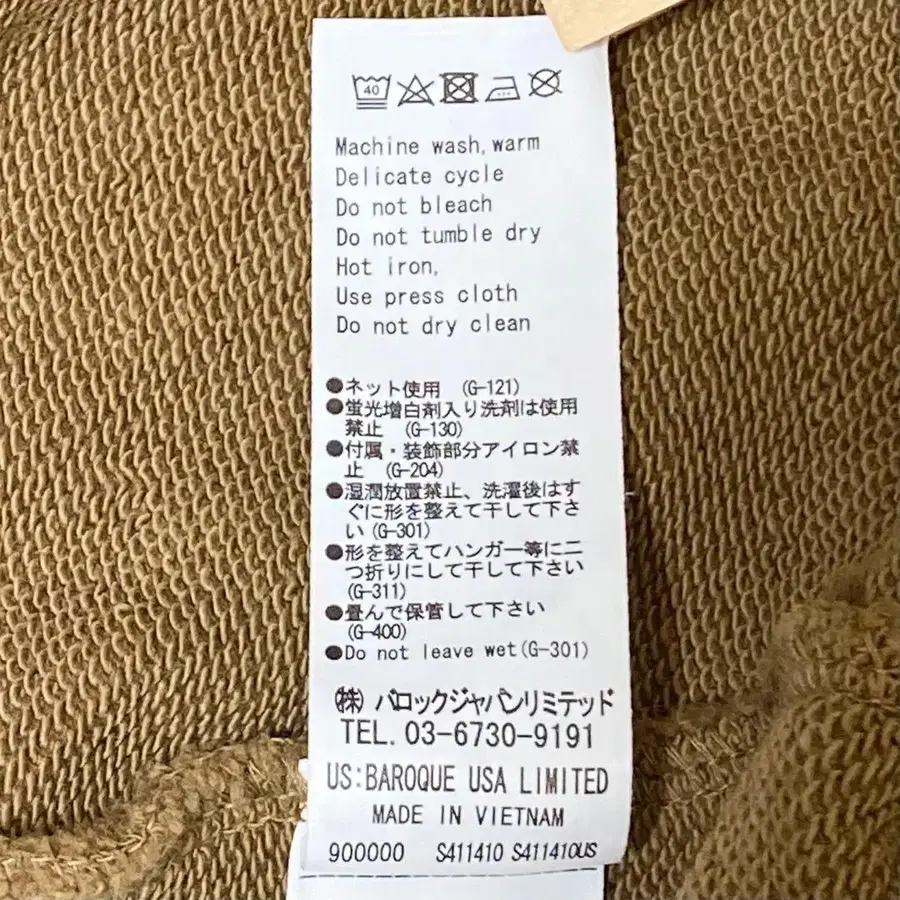 40
Machine wash,warm
Delicate cycle
Do not bleach
Do not tumble dry
Hot iron,
Use press cloth
Do not dry clean
●ネット使用 (G-121)
●蛍光増白剤入り洗剤は使用
禁止 (G-130)
●付属・装飾部分アイロン禁
止 (G-204)
●湿潤放置禁止、洗濯後はす
ぐに形を整えて干して下さ
い(G-301)
●形を整えてハンガー等に二
つ折りにして干して下さい
(G-311)
●畳んで保管して下さい
(G-400)
●Do not leave wet(G-301)
㈱ バロックジャパンリミテッド
TEL. 03-6730-9191
US:BAROQUE USA LIMITED
MADE IN VIETNAM
900000 S411410 S411410US